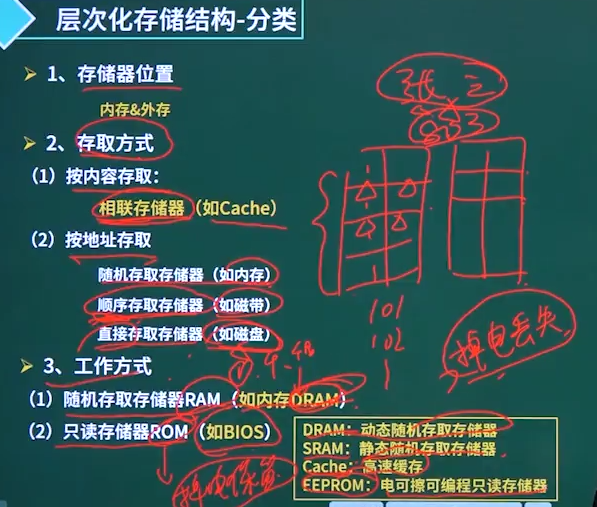 层次化存储结构-分类
1、存储器位置
内存&外存
2、存取方式
（1）按内容存取：
相联存储器（如Cache）
（2）按地址存取
随机存取存储器（如内存）
顺序存取存储器（如磁带）
直接存取存储器（如磁盘）
3、工作方式
（1）随机存取存储器RAM（如内存DRAM）
（2）只读存储器ROM（如BIOS）
DRAM：动态随机存取存储器
SRAM：静态随机存取存储器
Cache：高速缓存
EEPROM：电可擦可编程只读存储器
张三
833
101
102
掉电丢失